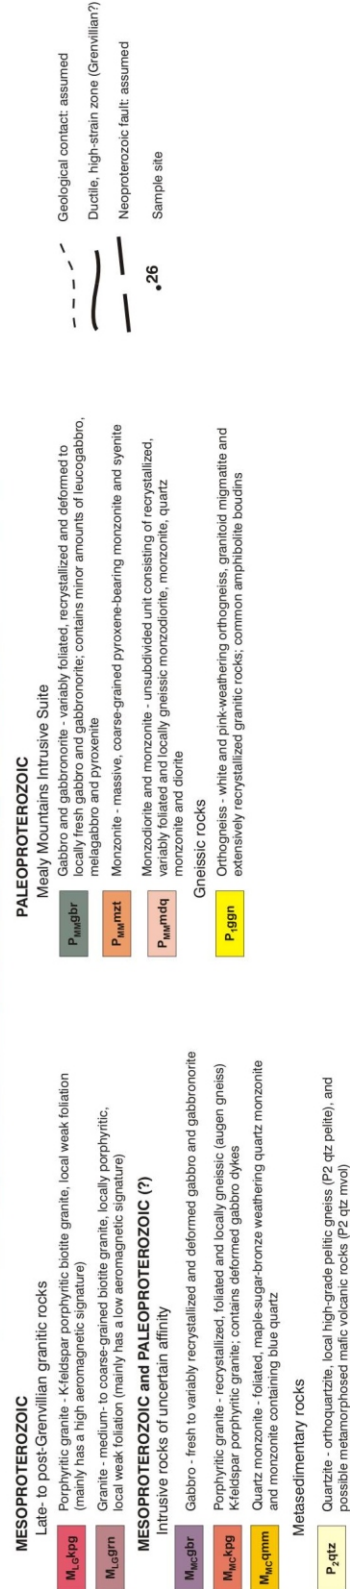 MESOPROTEROZOIC
Late- to post-Grenvillian granitic rocks
MLGkpg
Porphyritic granite - K-feldspar porphyritic biotite granite, local weak foliation
(mainly has a high aeromagnetic signature)
MLGgrn
Granite - medium- to coarse-grained biotite granite, locally porphyritic,
local weak foliation (mainly has a low aeromagnetic signature)
MESOPROTEROZOIC and PALEOPROTEROZOIC (?)
Intrusive rocks of uncertain affinity
MMCgbr
Gabbro - fresh to variably recrystallized and deformed gabbro and gabbronorite
MMCkpg
Porphyritic granite - recrystallized, foliated and locally gneissic (augen gneiss)
K-feldspar porphyritic granite; contains deformed gabbro dykes
MMCqmm
Quartz monzonite - foliated, maple-sugar-bronze weathering quartz monzonite
and monzonite containing blue quartz
Metasedimentary rocks
P2qtz
Quartzite - orthoquartzite, local high-grade pelitic gneiss (P2 qtz pelite), and
possible metamorphosed mafic volcanic rocks (P2 qtz mvol)
PALEOPROTEROZOIC
Mealy Mountains Intrusive Suite
PMMgbr
Gabbro and gabbronorite - variably foliated, recrystallized and deformed to
locally fresh gabbro and gabbronorite; contains minor amounts of leucogabbro,
melagabbro and pyroxenite
PMMmzt
Monzonite - massive, coarse-grained pyroxene-bearing monzonite and syenite
PMMmdq
Monzodiorite and monzonite - unsubdivided unit consisting of recrystallized,
variably foliated and locally gneissic monzodiorite, monzonite, quartz
monzonite and diorite
Gneissic rocks
P1ggn
Orthogneiss - white and pink-weathering orthogneiss, granitoid migmatite and
extensively recrystallized granitic rocks; common amphibolite boudins
Geological contact: assumed
Ductile, high-strain zone (Grenvillian?)
Neoproterozoic fault: assumed
.26
Sample site